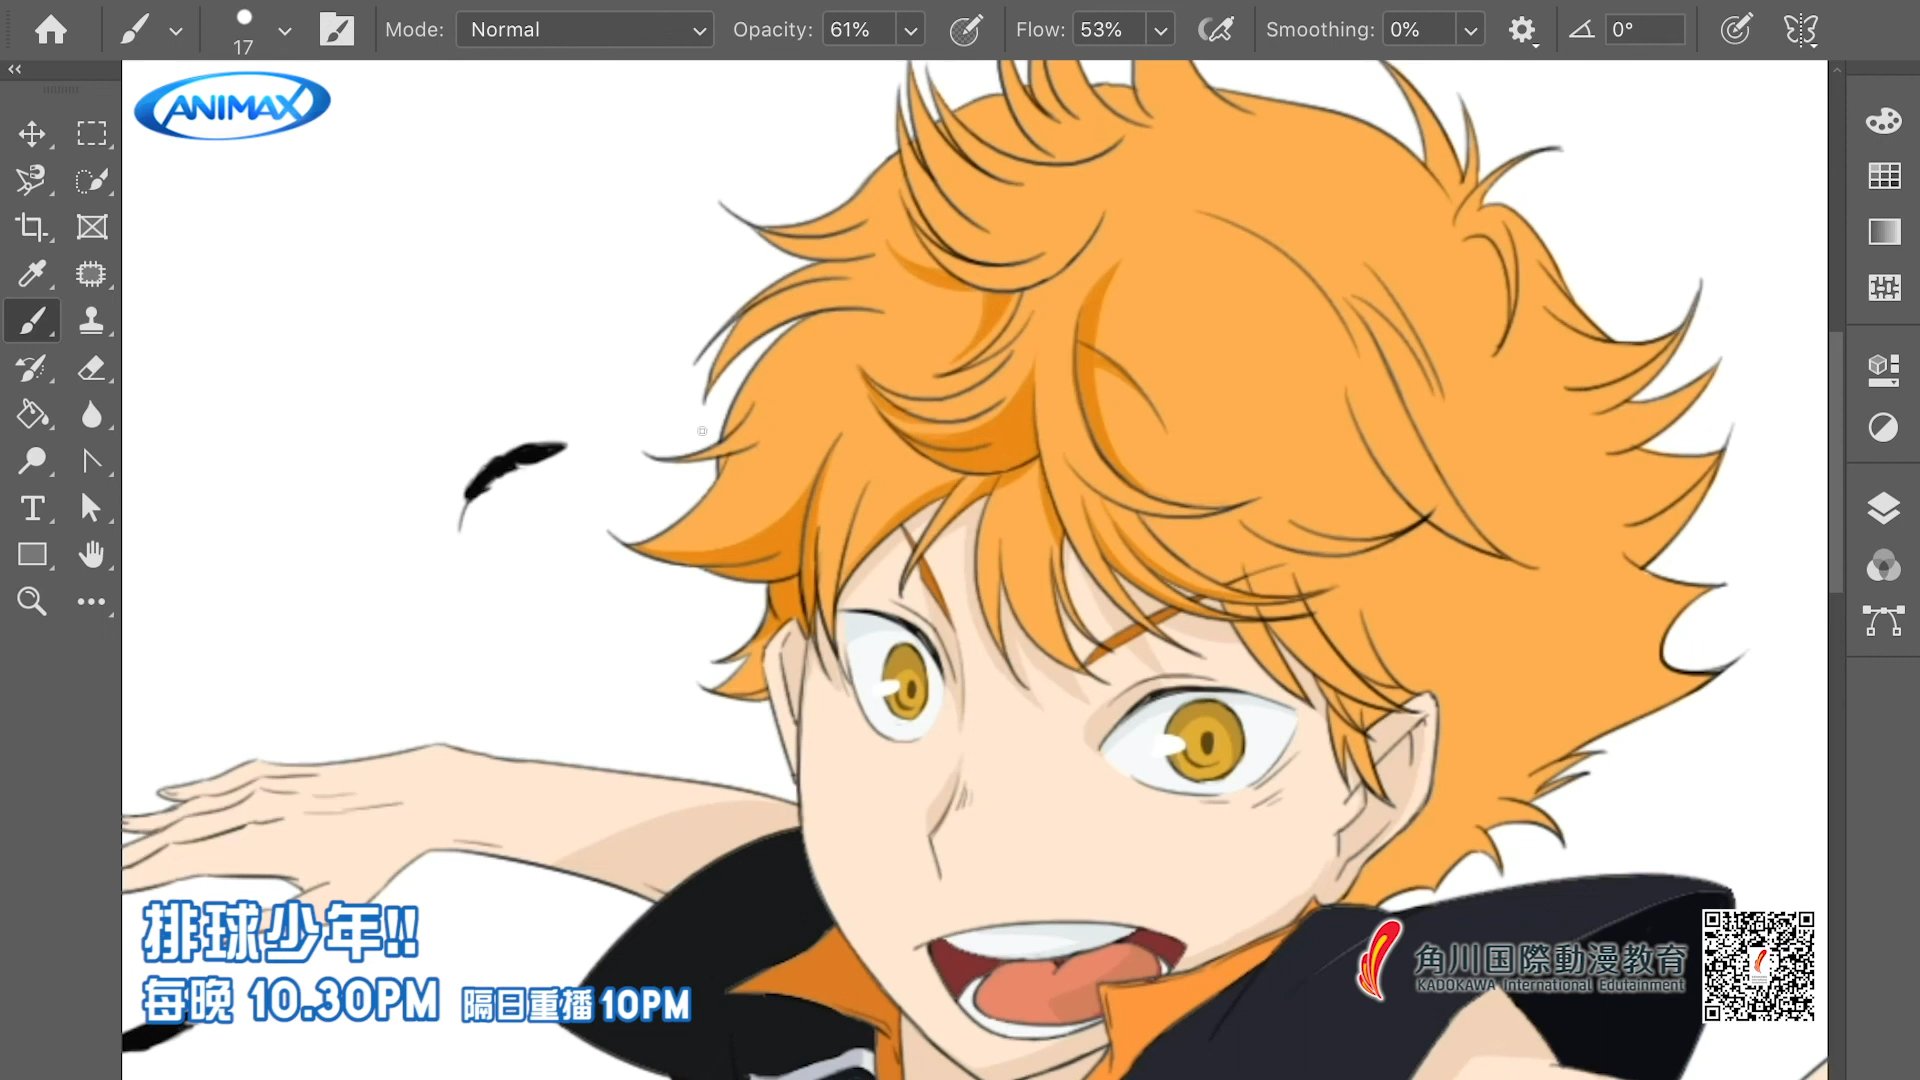 17
Mode: Normal Opacity: 61% Flow: 53% Smoothing: 0% 0°
ANIMAX
排球少年!!
每晚 10.30PM 隔日重播 10PM
角川国際動漫教育
KADOKAWA International Edutainment